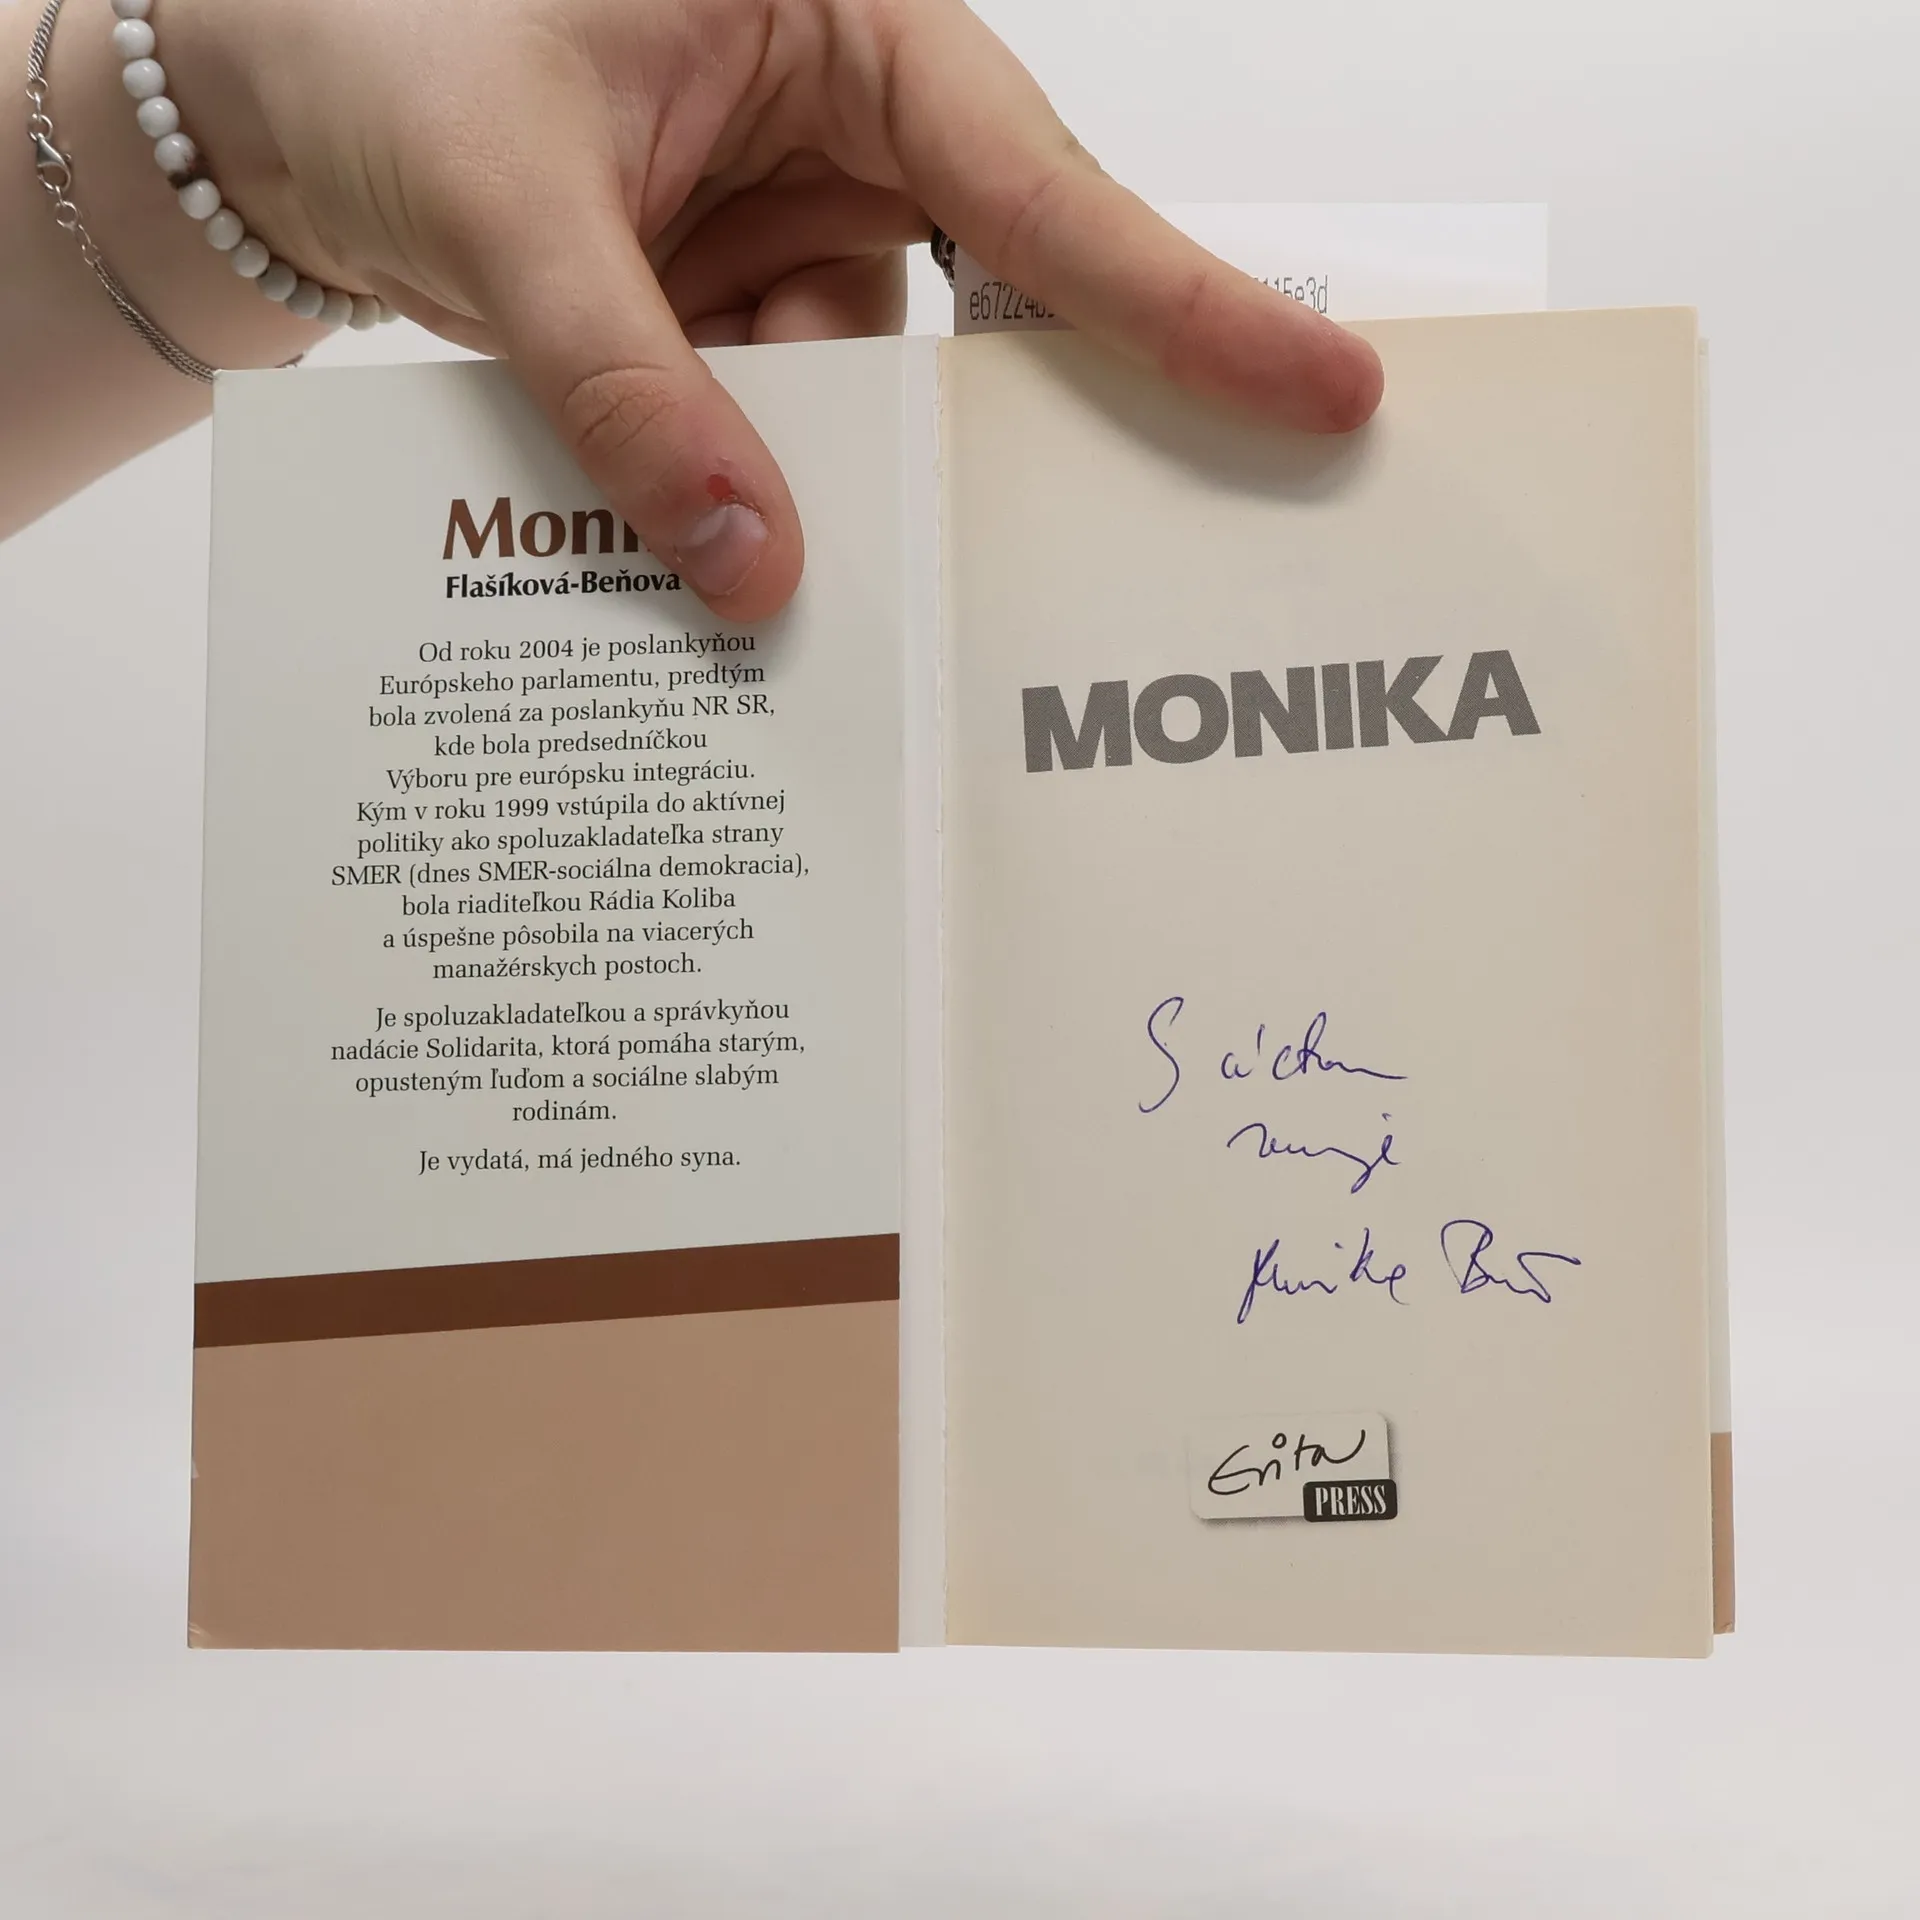 Flašíková-Beňová
Od roku 2004 je poslankyňou
Európskeho parlamentu, predtým
bola zvolená za poslankyňu NR SR,
kde bola predsedníčkou
Výboru pre európsku integráciu.
Kým v roku 1999 vstúpila do aktívnej
politiky ako spoluzakladateľka strany
SMER (dnes SMER-sociálna demokracia),
bola riaditeľkou Rádia Koliba
a úspešne pôsobila na viacerých
manažérskych postoch.
Je spoluzakladateľkou a správkyňou
nadácie Solidarita, ktorá pomáha starým,
opusteným ľuďom a sociálne slabým
rodinám.
Je vydatá, má jedného syna.
MONIKA
S úctou
PRESS